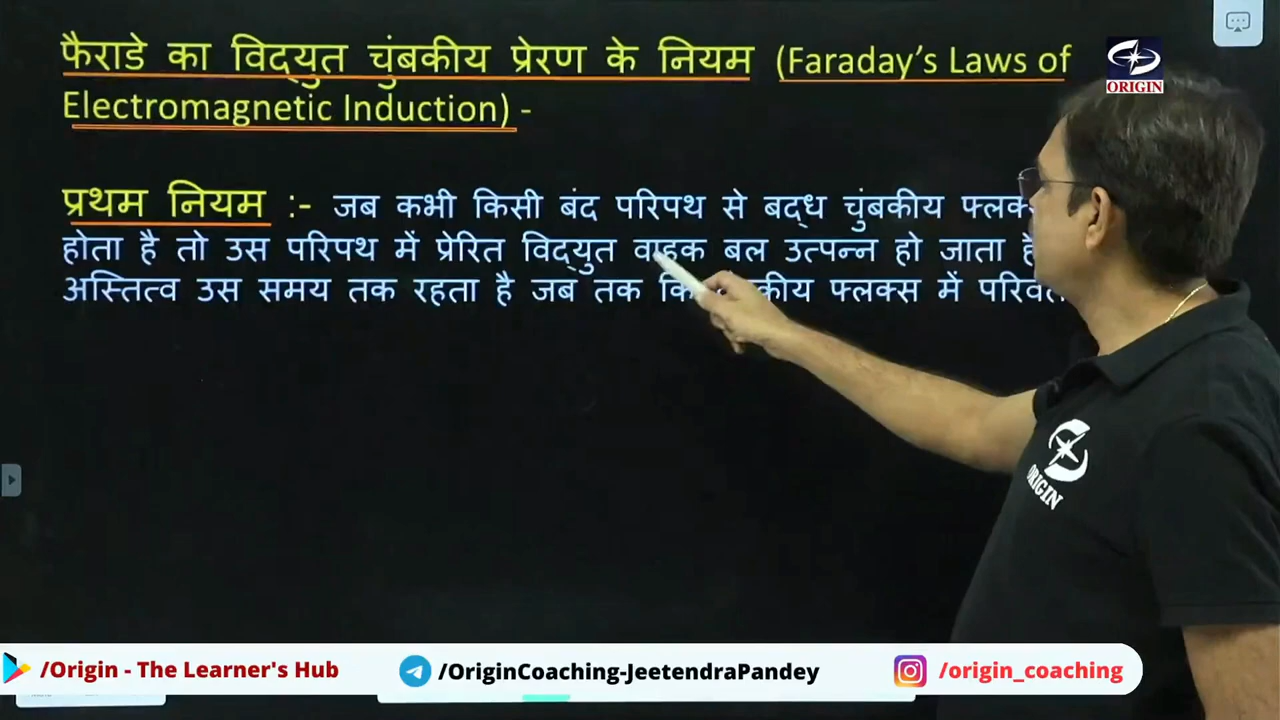 फैराडे का विद्युत चुंबकीय प्रेरण के नियम (Faraday's Laws of
Electromagnetic Induction) -
ORIGIN
प्रथम नियम :- जब कभी किसी बंद परिपथ से बद्ध चुंबकीय
होता है तो उस परिपथ में प्रेरित विद्युत वाहक बल उत्पन्न हो जाता
अस्तित्व उस समय तक रहता है जब तक फ्लक्स में
ORIGIN
/Origin - The Learner's Hub
/OriginCoaching-JeetendraPandey
/origin_coaching